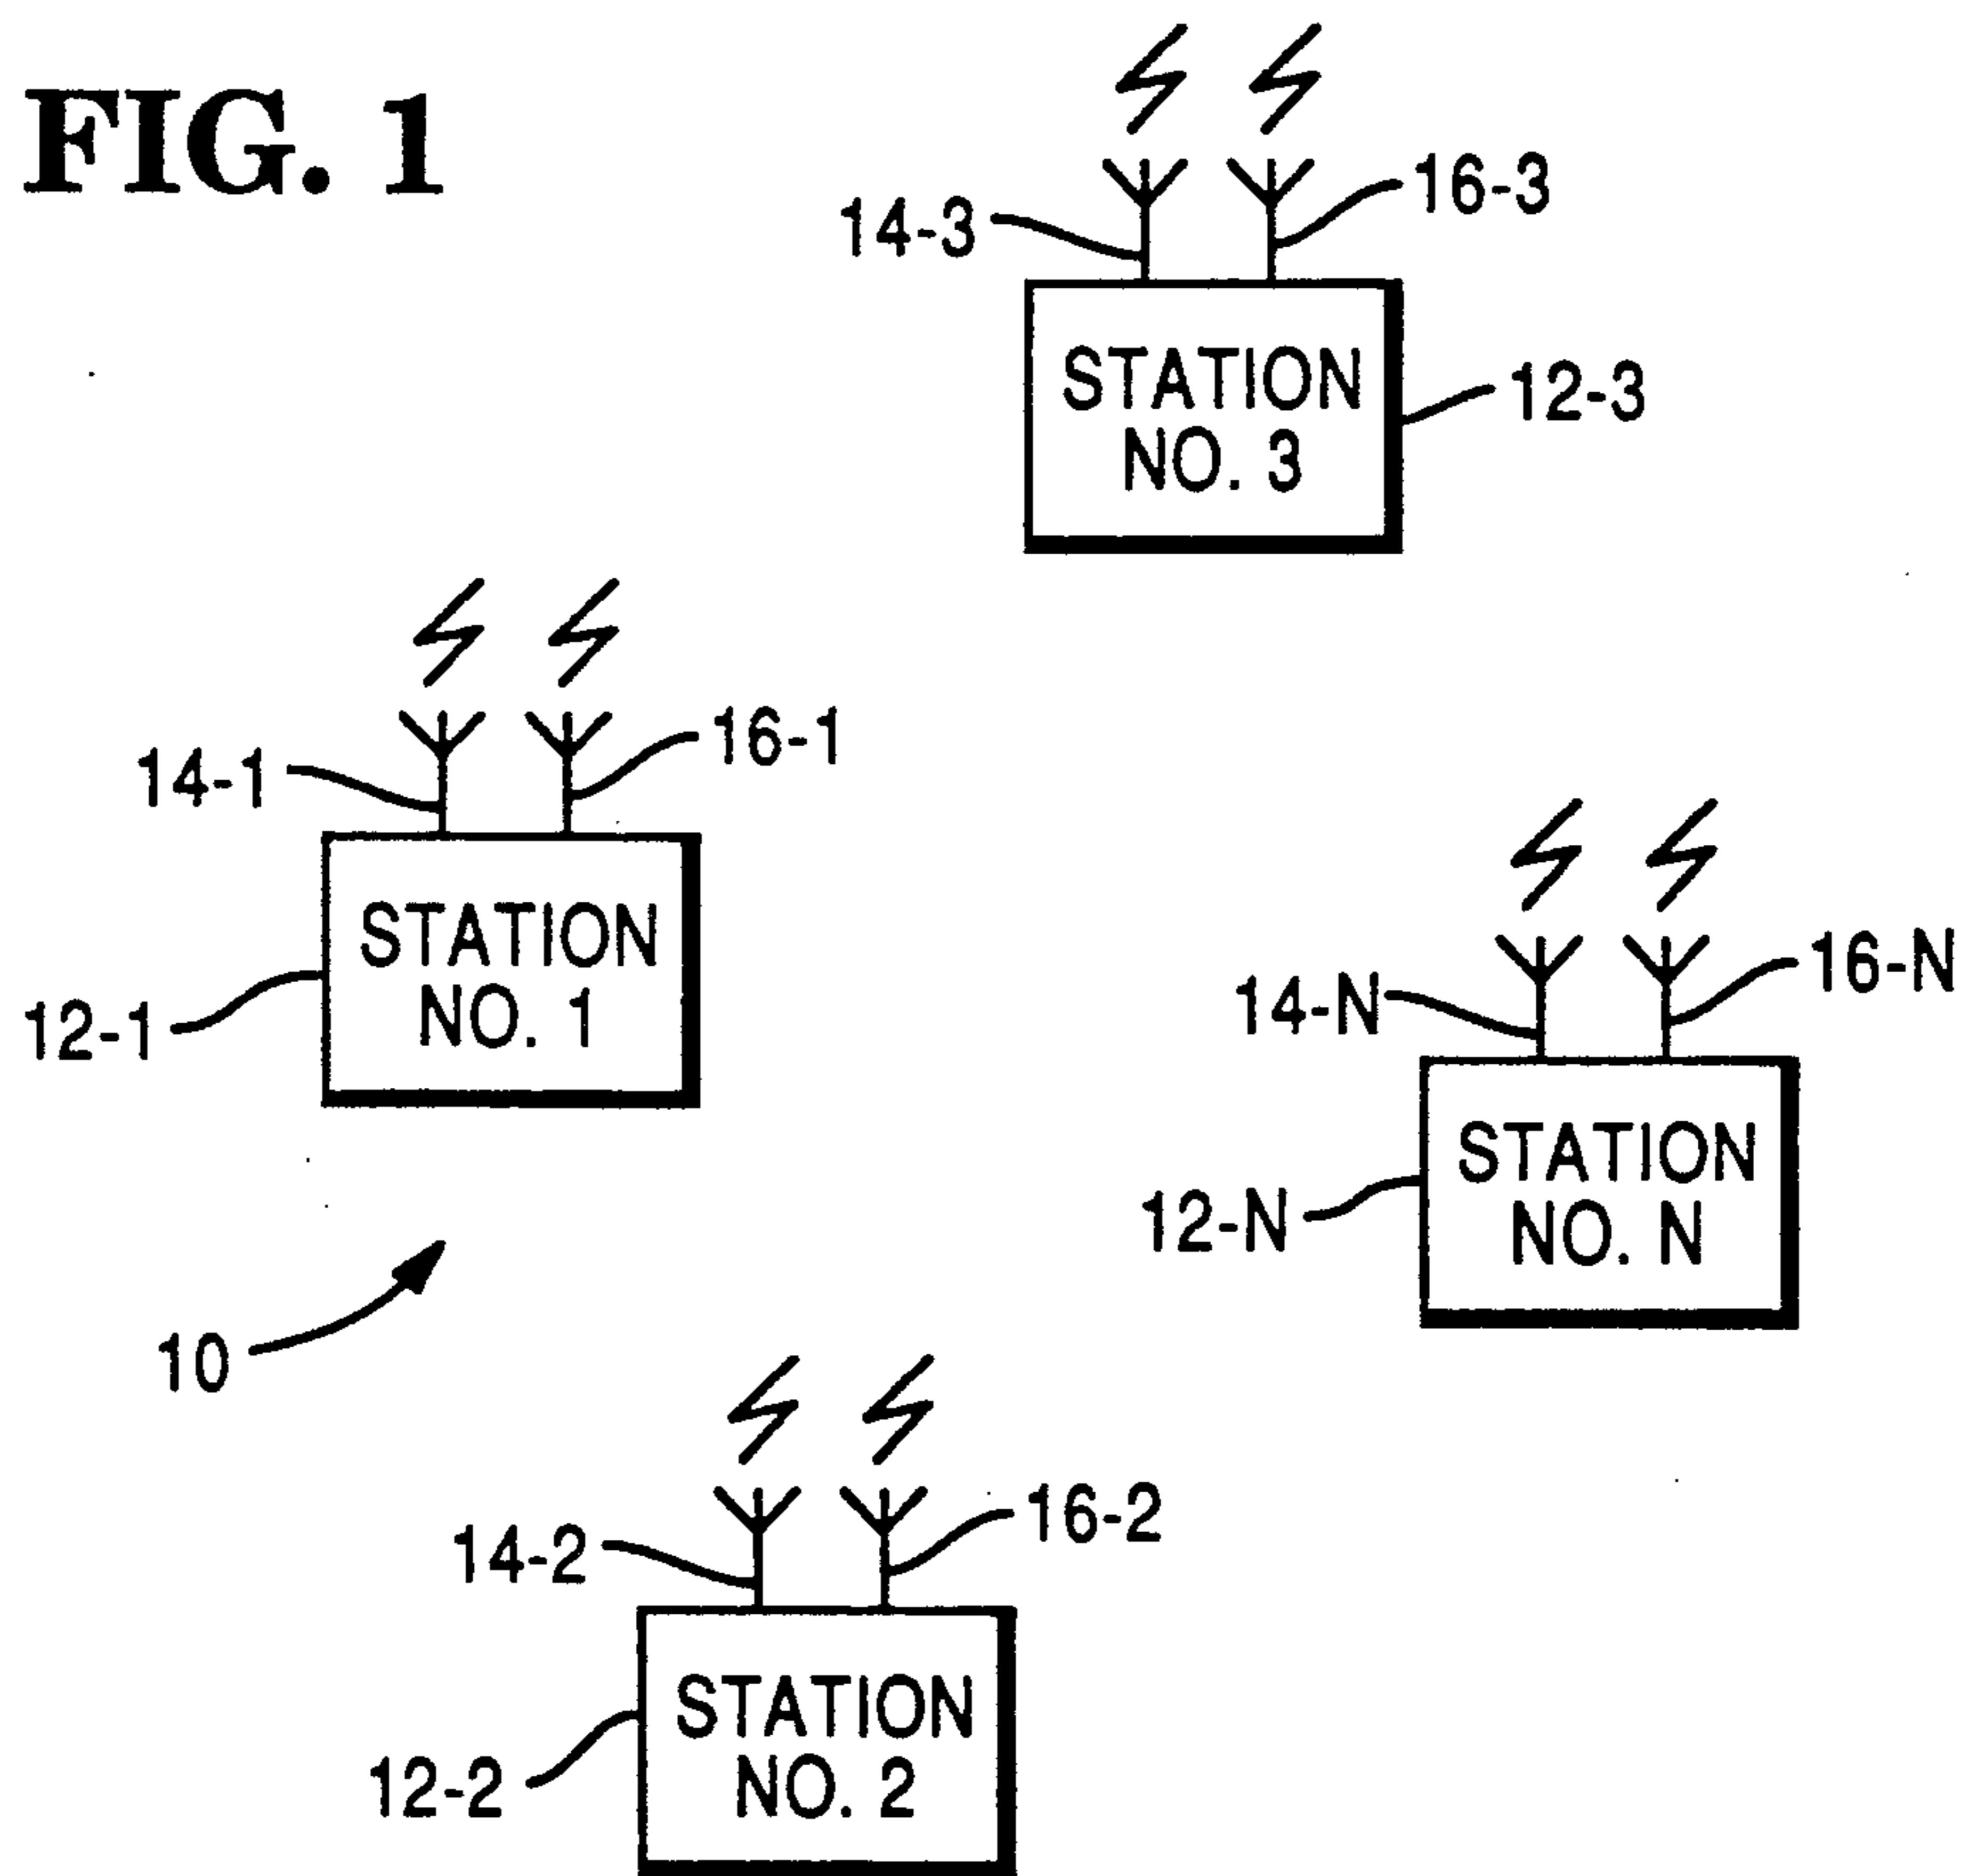 FIG. 1
14-3
16-3
STATION
NO. 3
12-3
14-1
16-1
STATION
NO. 1
12-1
14-N
16-N
STATION
NO. N
12-N
10
14-2
16-2
STATION
NO. 2
12-2